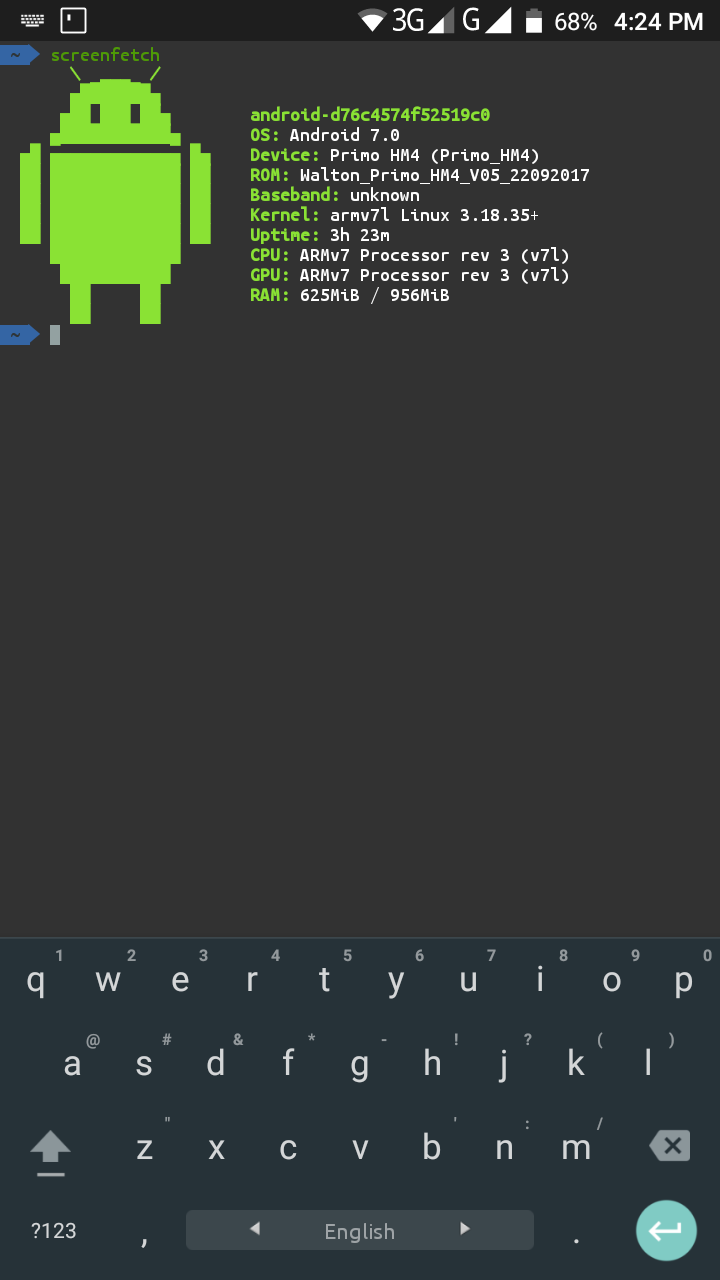 3G G 68% 4:24 PM
~ screenfetch
android-d76c4574f52519c0
OS: Android 7.0
Device: Primo HM4 (Primo_HM4)
ROM: Walton_Primo_HM4_V05_22092017
Baseband: unknown
Kernel: armv7l Linux 3.18.35+
Uptime: 3h 23m
CPU: ARMv7 Processor rev 3 (v7l)
GPU: ARMv7 Processor rev 3 (v7l)
RAM: 625MiB / 956MiB
~
1 2 3 4 5 6 7 8 9 0
q w e r t y u i o p
@ # & * - ! ? ( )
a s d f g h j k l
" ' : /
z x c v b n m
?123 , English .